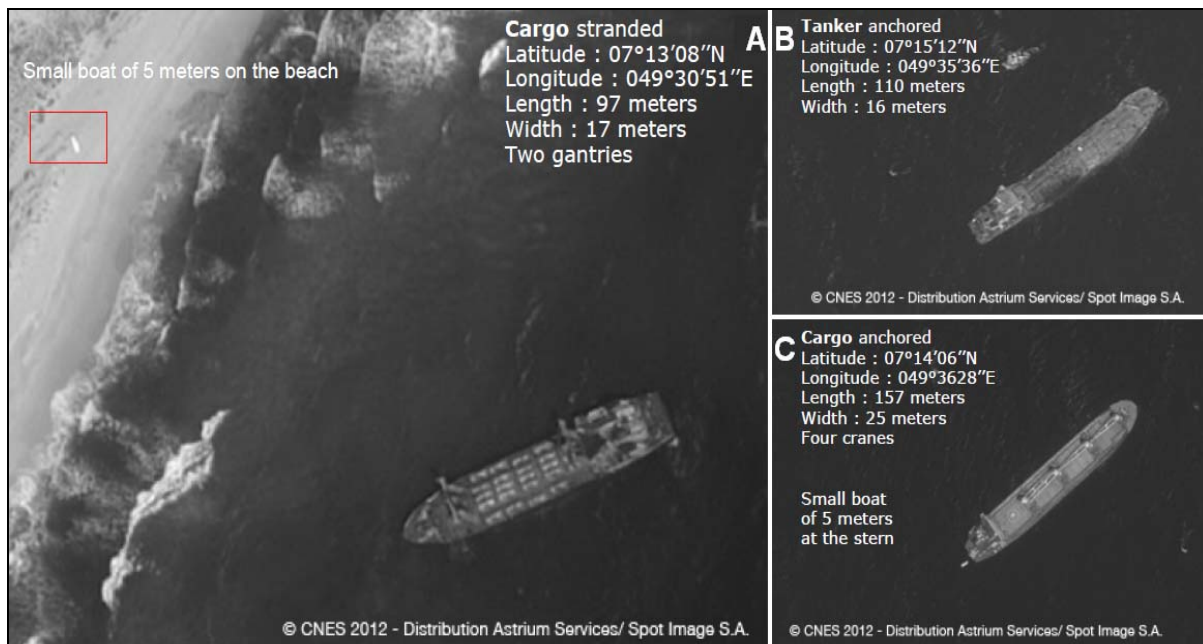 Cargo stranded
A
Latitude : 07°13’08’’N
Longitude : 049°30’51’’E
Length : 97 meters
Width : 17 meters
Two gantries
Small boat of 5 meters on the beach
© CNES 2012 - Distribution Astrium Services/ Spot Image S.A.
B
Tanker anchored
Latitude : 07°15’12’’N
Longitude : 049°35’36’’E
Length : 110 meters
Width : 16 meters
© CNES 2012 - Distribution Astrium Services/ Spot Image S.A.
C
Cargo anchored
Latitude : 07°14’06’’N
Longitude : 049°3628’’E
Length : 157 meters
Width : 25 meters
Four cranes
Small boat
of 5 meters
at the stern
© CNES 2012 - Distribution Astrium Services/ Spot Image S.A.